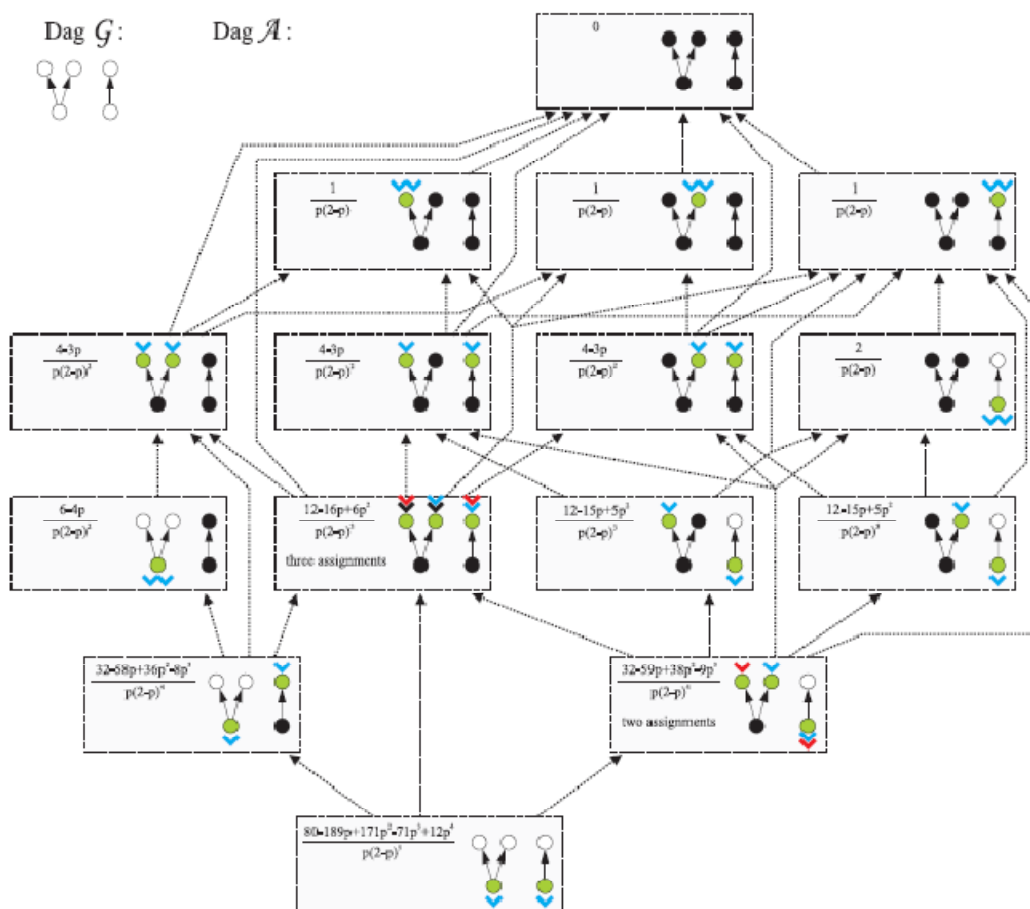 Dag G:
Dag A:
0
1
p(2-p)
1
p(2-p)
1
p(2-p)
4-3p
p(2-p)²
4-3p
p(2-p)²
4-3p
p(2-p)²
2
p(2-p)
6-4p
p(2-p)²
12-16p+6p²
p(2-p)³
three assignments
12-15p+5p²
p(2-p)³
12-15p+5p²
p(2-p)³
32-58p+36p²-8p³
p(2-p)⁴
32-59p+38p²-9p³
p(2-p)⁴
two assignments
80-189p+171p²-71p³+12p⁴
p(2-p)⁵